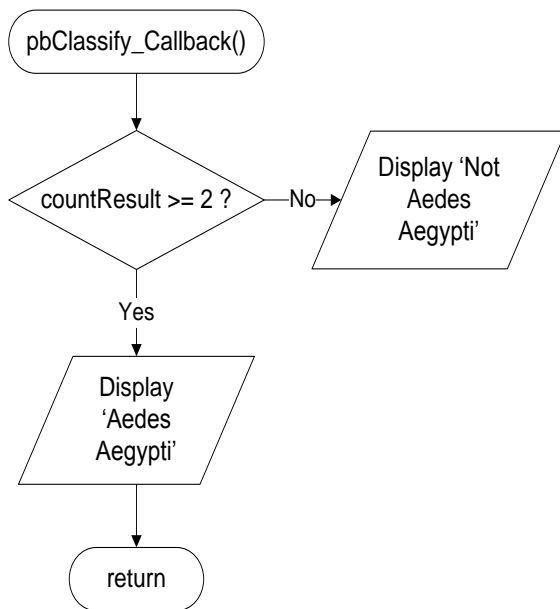 pbClassify_Callback()
countResult >= 2 ?
No
Display ‘Not
Aedes
Aegypti’
Yes
Display
‘Aedes
Aegypti’
return